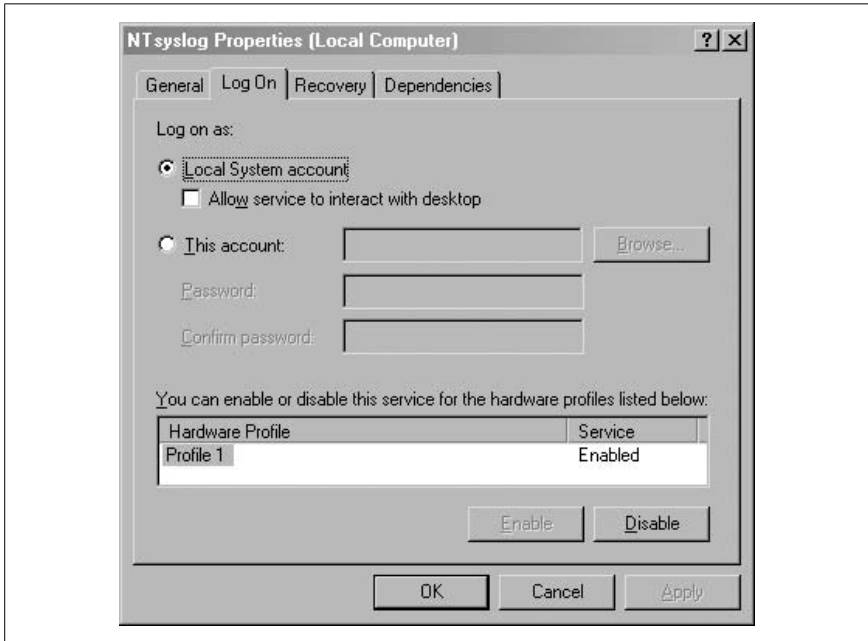 NTsyslog Properties (Local Computer)
General Log On Recovery Dependencies
Log on as:
Local System account
Allow service to interact with desktop
This account:
Browse...
Password:
Confirm password:
You can enable or disable this service for the hardware profiles listed below:
Hardware Profile Service
Profile 1 Enabled
Enable Disable
OK Cancel Apply